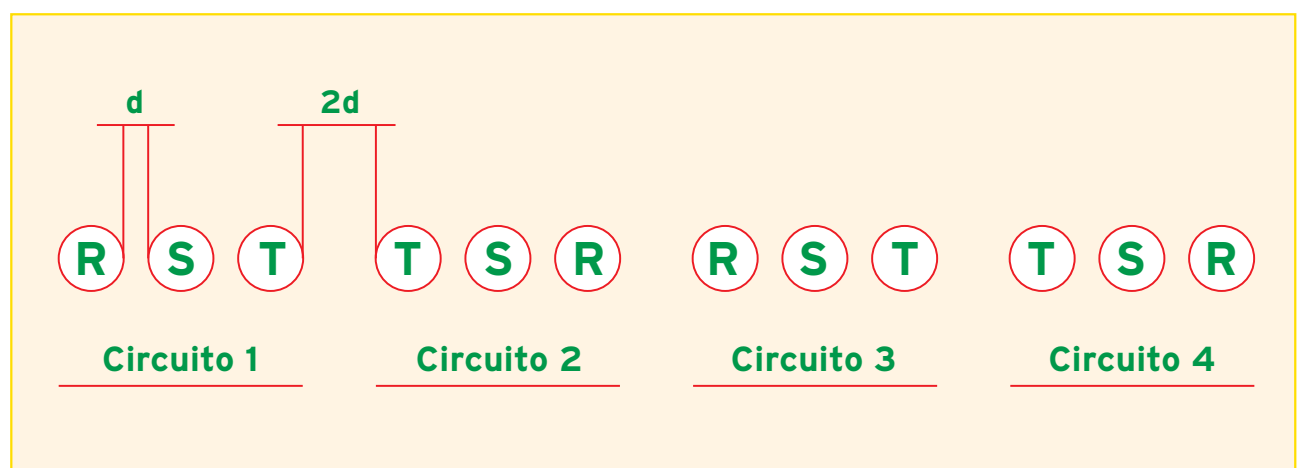 d 2d
R S T T S R R S T T S R
Circuito 1 Circuito 2 Circuito 3 Circuito 4